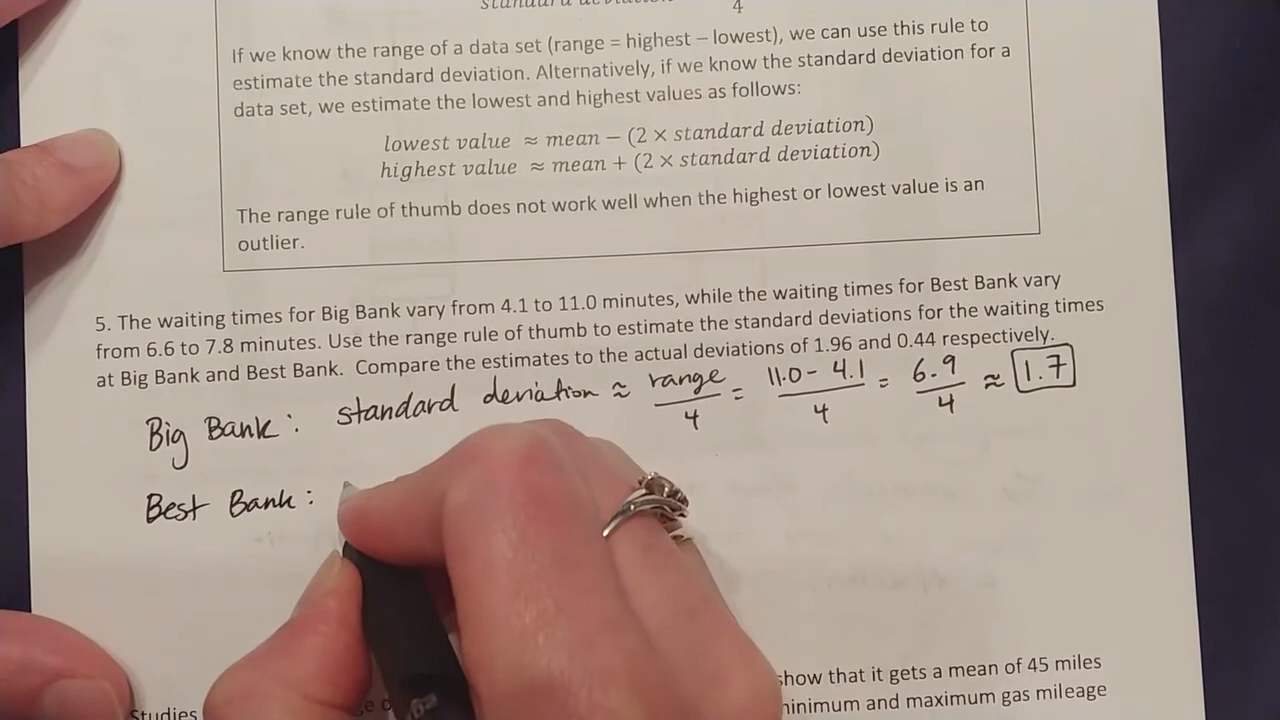 standard deviation
4
If we know the range of a data set (range = highest – lowest), we can use this rule to
estimate the standard deviation. Alternatively, if we know the standard deviation for a
data set, we estimate the lowest and highest values as follows:
lowest value ≈ mean − (2 × standard deviation)
highest value ≈ mean + (2 × standard deviation)
The range rule of thumb does not work well when the highest or lowest value is an
outlier.
5. The waiting times for Big Bank vary from 4.1 to 11.0 minutes, while the waiting times for Best Bank vary
from 6.6 to 7.8 minutes. Use the range rule of thumb to estimate the standard deviations for the waiting times
at Big Bank and Best Bank. Compare the estimates to the actual deviations of 1.96 and 0.44 respectively.
Big Bank: standard deviation ≈ range/4 = 11.0 - 4.1/4 = 6.9/4 ≈ 1.7
Best Bank:
show that it gets a mean of 45 miles
Studies minimum and maximum gas mileage